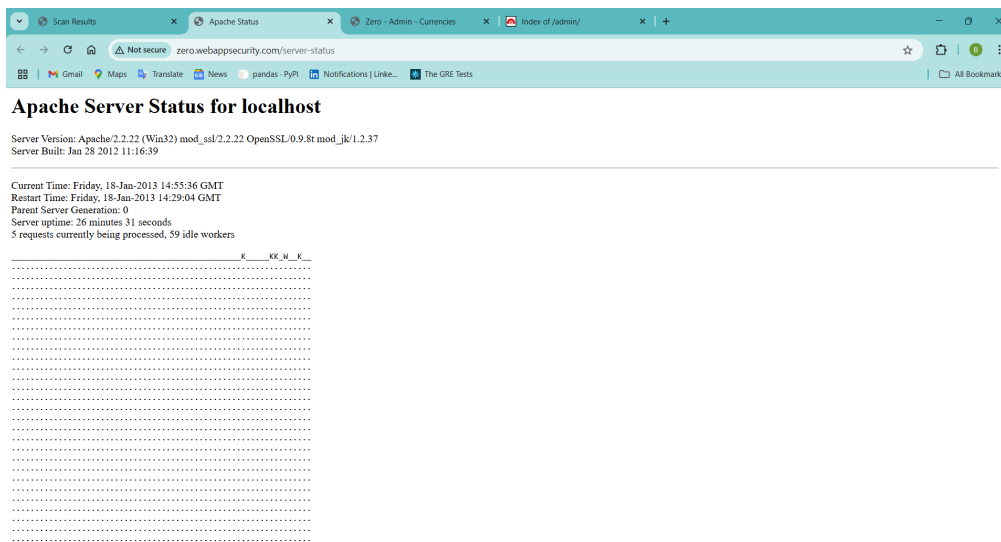 Scan Results
Apache Status
Zero - Admin - Currencies
Index of /admin/
Not secure zero.webappsecurity.com/server-status
Gmail Maps Translate News pandas · PyPI Notifications | Linke... The GRE Tests All Bookmark
Apache Server Status for localhost
Server Version: Apache/2.2.22 (Win32) mod_ssl/2.2.22 OpenSSL/0.9.8t mod_jk/1.2.37
Server Built: Jan 28 2012 11:16:39
Current Time: Friday, 18-Jan-2013 14:55:36 GMT
Restart Time: Friday, 18-Jan-2013 14:29:04 GMT
Parent Server Generation: 0
Server uptime: 26 minutes 31 seconds
5 requests currently being processed, 59 idle workers
_________________________________________________K_____KK_W__K__